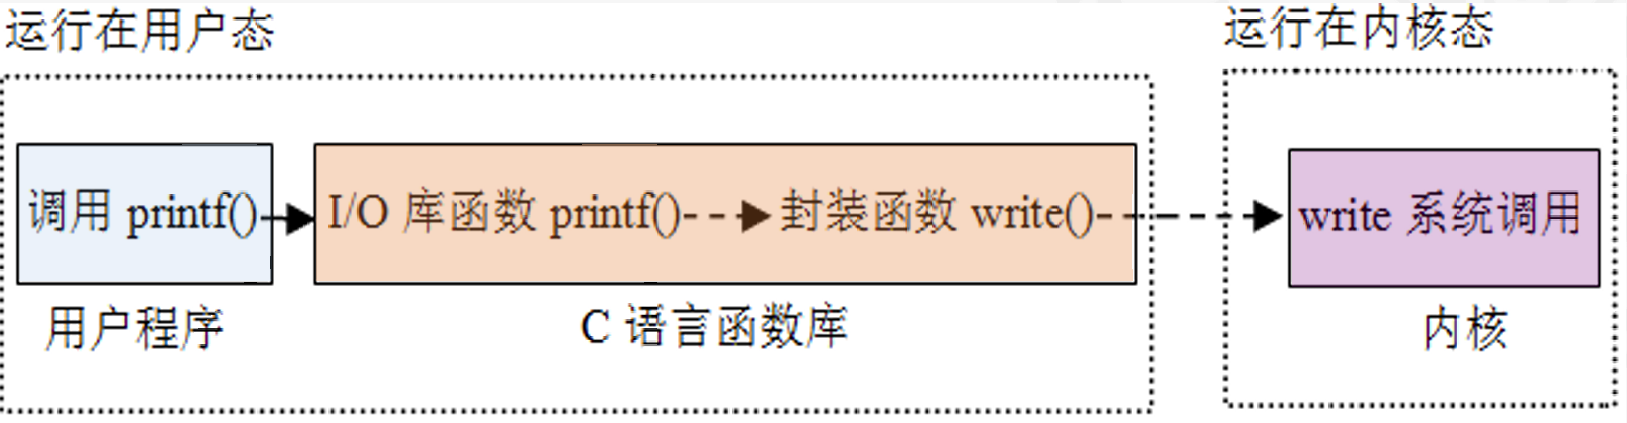 运行在用户态
运行在内核态
调用 printf()
I/O 库函数 printf()
封装函数 write()
write 系统调用
用户程序
C 语言函数库
内核